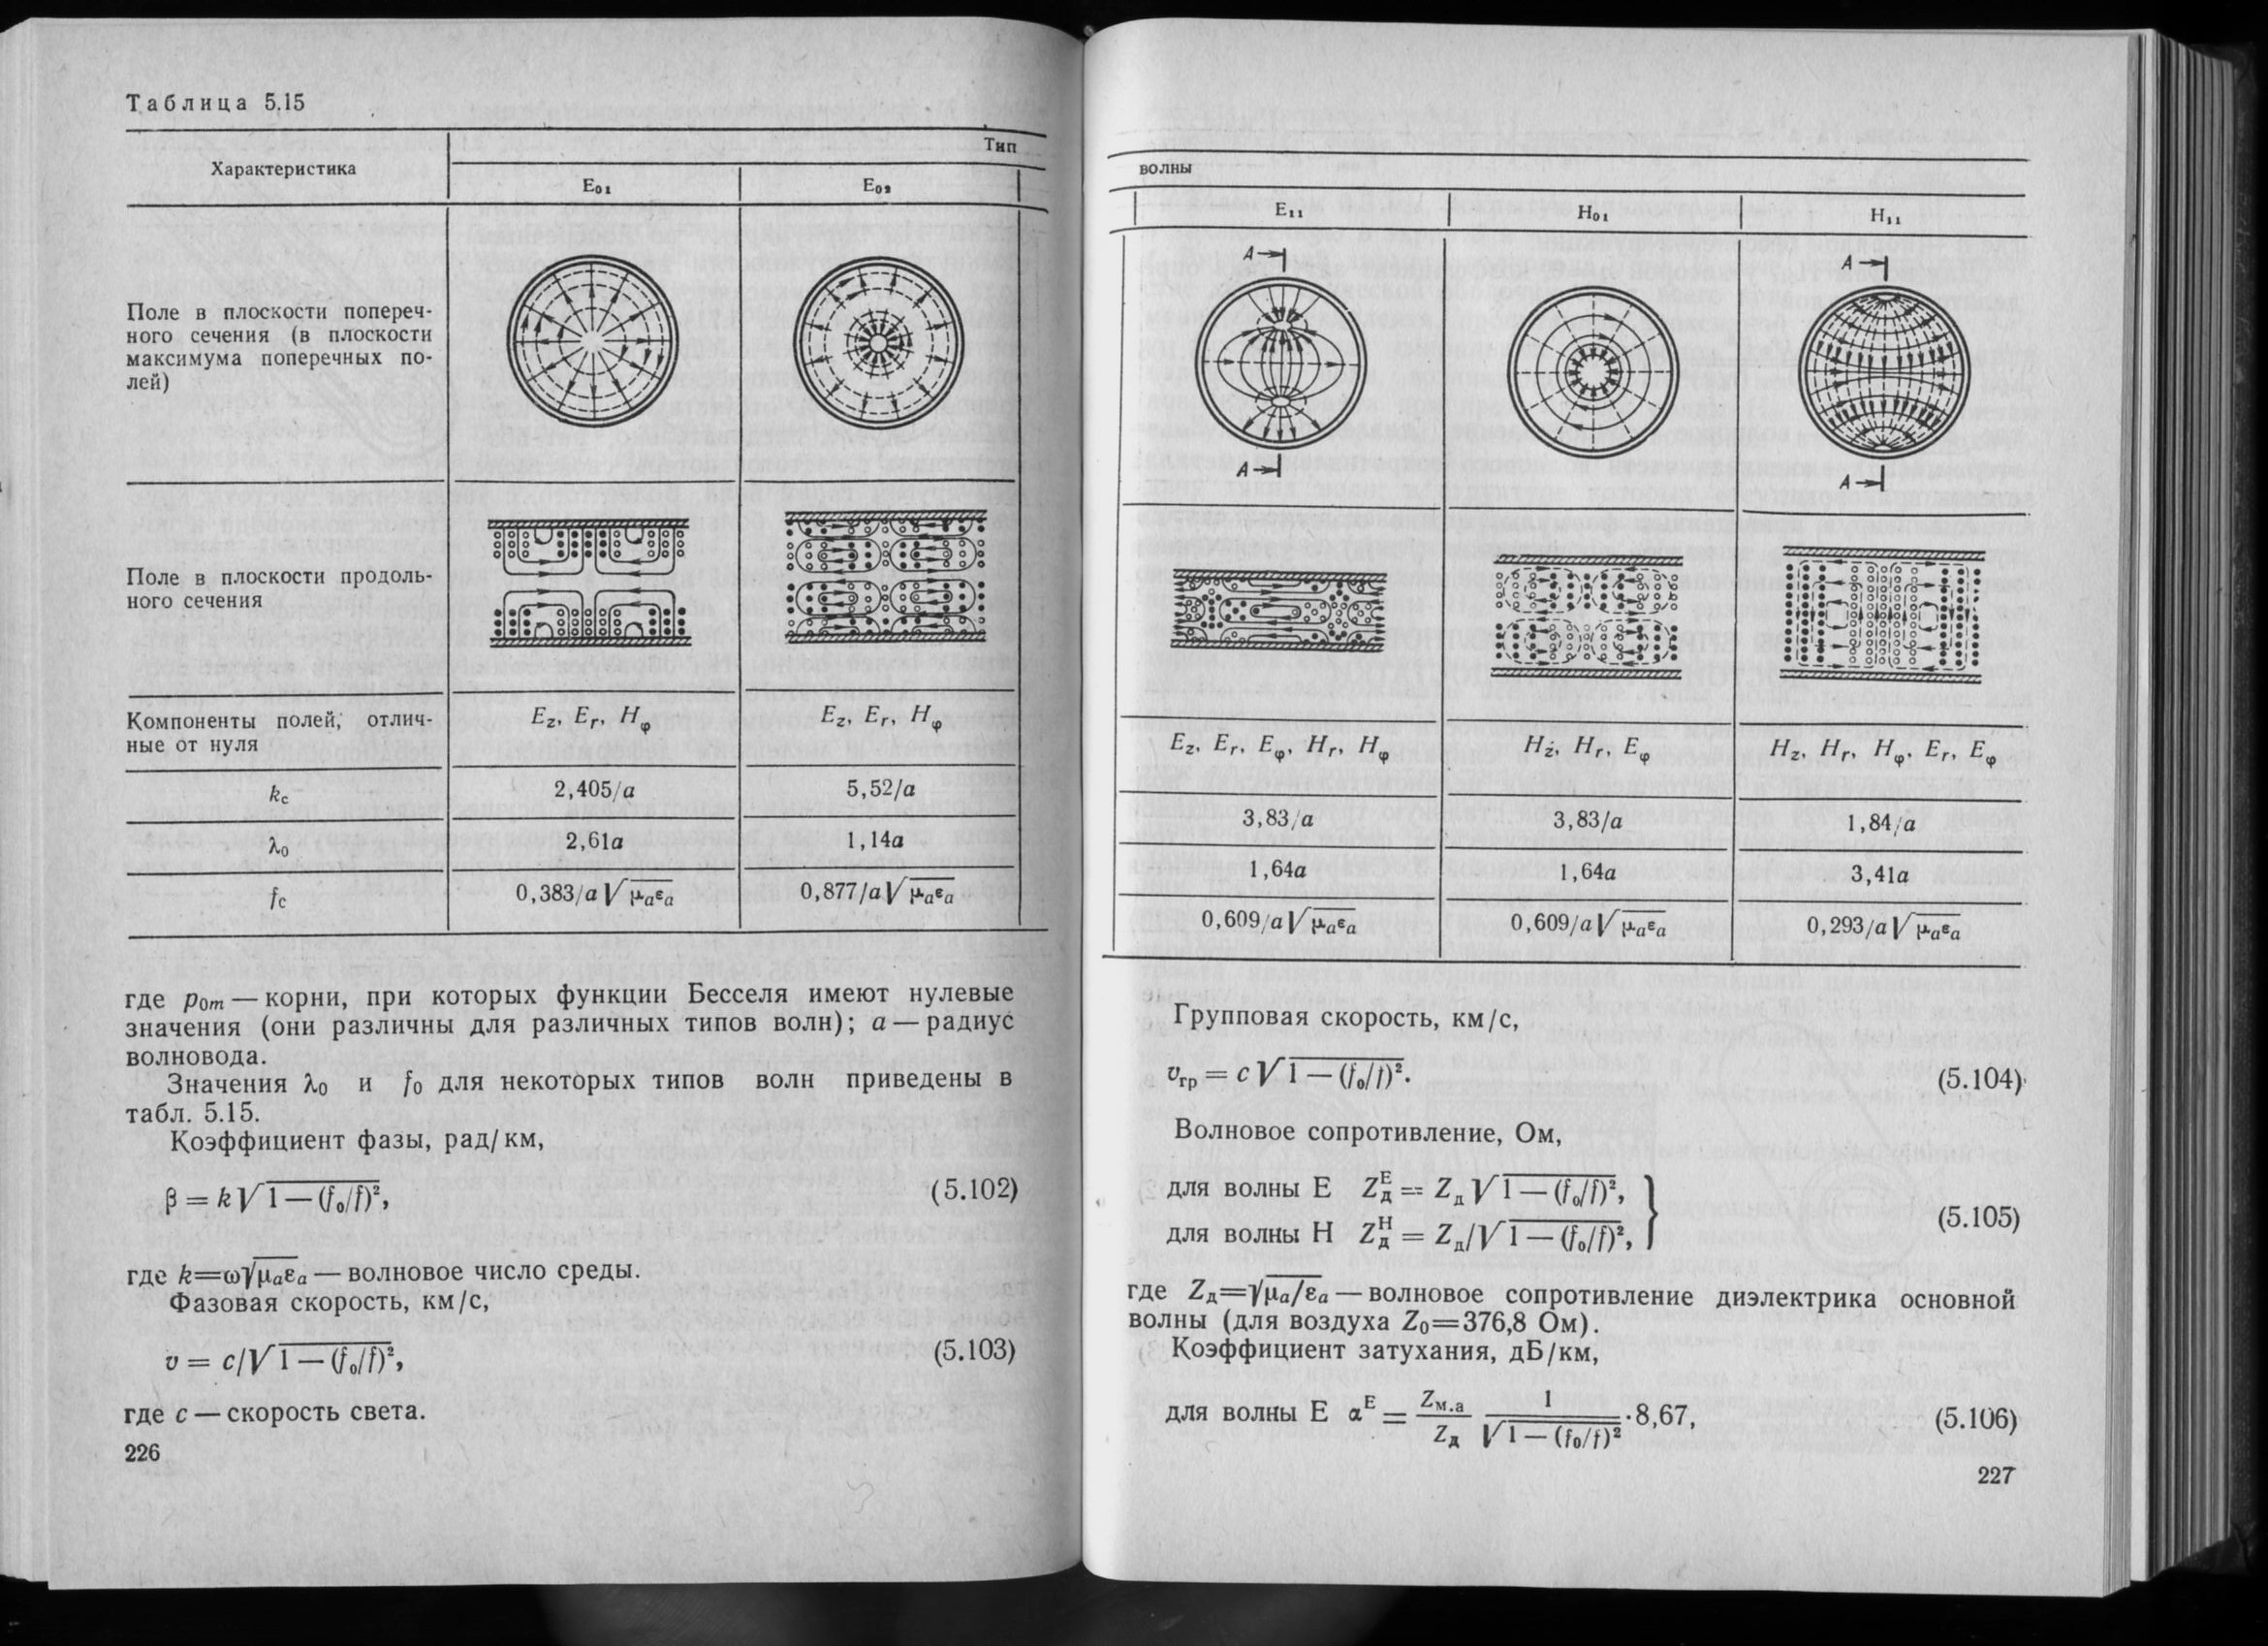 Таблица 5.15
Характеристика
Тип
E₀₁
E₀₂
Поле в плоскости попереч-
ного сечения (в плоскости
максимума поперечных по-
лей)
Поле в плоскости продоль-
ного сечения
Компоненты полей, отлич-
ные от нуля
E_z, E_r, H_φ
E_z, E_r, H_φ
k_c
2,405/a
5,52/a
λ₀
2,61a
1,14a
f_c
0,383/a√μ_aε_a
0,877/a√μ_aε_a
где p₀ₘ — корни, при которых функции Бесселя имеют нулевые
значения (они различны для различных типов волн); a — радиус
волновода.
Значения λ₀ и f₀ для некоторых типов волн приведены в
табл. 5.15.
Коэффициент фазы, рад/км,
β = k√1 — (f₀/f)², (5.102)
где k=ω√μ_aε_a — волновое число среды.
Фазовая скорость, км/с,
v = c/√1 — (f₀/f)², (5.103)
где c — скорость света.
226
волны
E₁₁
H₀₁
H₁₁
A
A
A
A
E_z, E_r, E_φ, H_r, H_φ
H_z, H_r, E_φ
H_z, H_r, H_φ, E_r, E_φ
3,83/a
3,83/a
1,84/a
1,64a
1,64a
3,41a
0,609/a√μ_aε_a
0,609/a√μ_aε_a
0,293/a√μ_aε_a
Групповая скорость, км/с,
v_гр = c√1 — (f₀/f)². (5.104)
Волновое сопротивление, Ом,
для волны E Z_д^E = Z_д√1 — (f₀/f)²,
для волны H Z_д^H = Z_д/√1 — (f₀/f)²,
(5.105)
где Z_д=√μ_a/ε_a — волновое сопротивление диэлектрика основной
волны (для воздуха Z₀=376,8 Ом).
Коэффициент затухания, дБ/км,
для волны E α^E = Z_м.а/Z_д 1/√1 — (f₀/f)² ·8,67, (5.106)
227